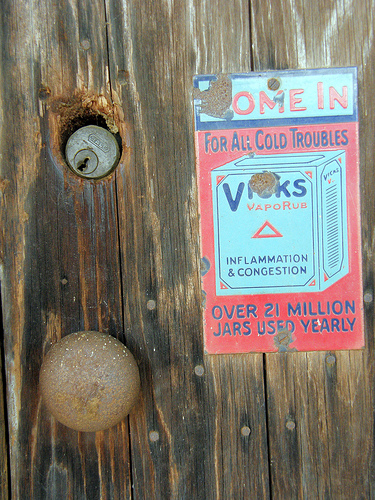 OME IN
FOR ALL COLD TROUBLES
VICKS
VICKS
VAPORUB
INFLAMMATION
& CONGESTION
OVER 21 MILLION
JARS USED YEARLY